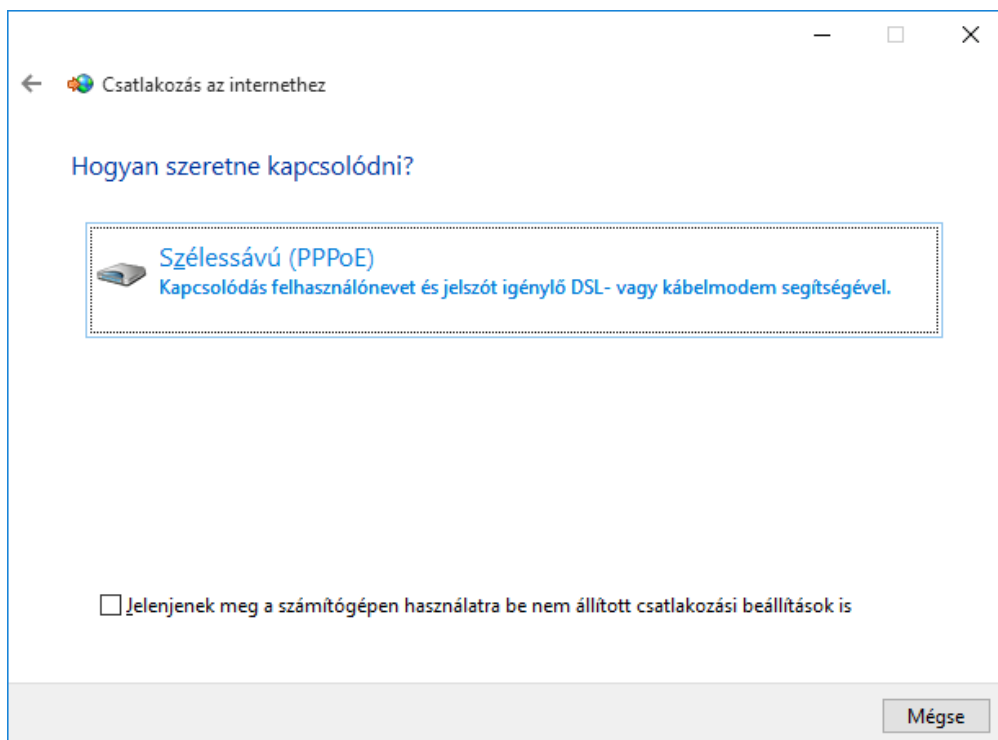 Csatlakozás az internethez
Hogyan szeretne kapcsolódni?
Szélessávú (PPPoE)
Kapcsolódás felhasználónevet és jelszót igénylő DSL- vagy kábelmodem segítségével.
Jelenjenek meg a számítógépen használatra be nem állított csatlakozási beállítások is
Mégse